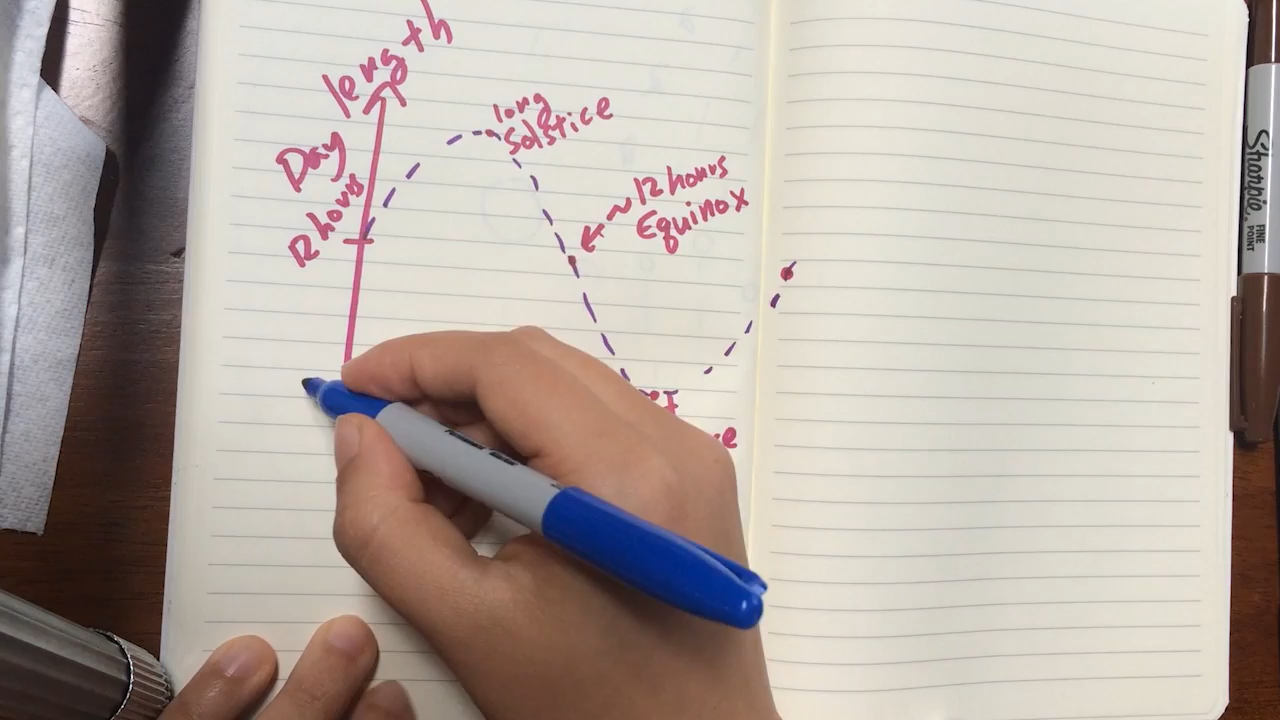 Day length
12 hours
long
Solstice
~12 hours
Equinox
Sharpie
FINE
POINT